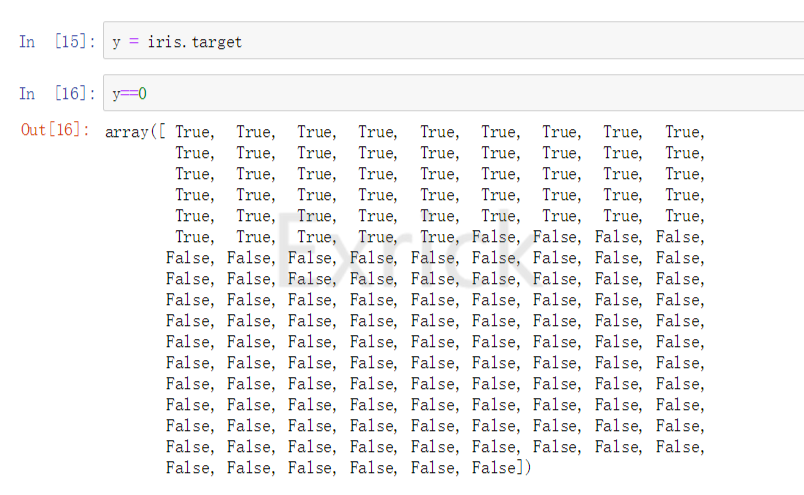 In [15]: y = iris.target
In [16]: y==0
Out[16]: array([ True, True, True, True, True, True, True, True, True,
True, True, True, True, True, True, True, True, True,
True, True, True, True, True, True, True, True, True,
True, True, True, True, True, True, True, True, True,
True, True, True, True, True, True, True, True, True,
True, True, True, True, True, False, False, False, False,
False, False, False, False, False, False, False, False, False,
False, False, False, False, False, False, False, False, False,
False, False, False, False, False, False, False, False, False,
False, False, False, False, False, False, False, False, False,
False, False, False, False, False, False, False, False, False,
False, False, False, False, False, False, False, False, False,
False, False, False, False, False, False, False, False, False,
False, False, False, False, False, False, False, False, False,
False, False, False, False, False, False, False, False, False,
False, False, False, False, False, False, False, False, False,
False, False, False, False, False, False])
Exrick